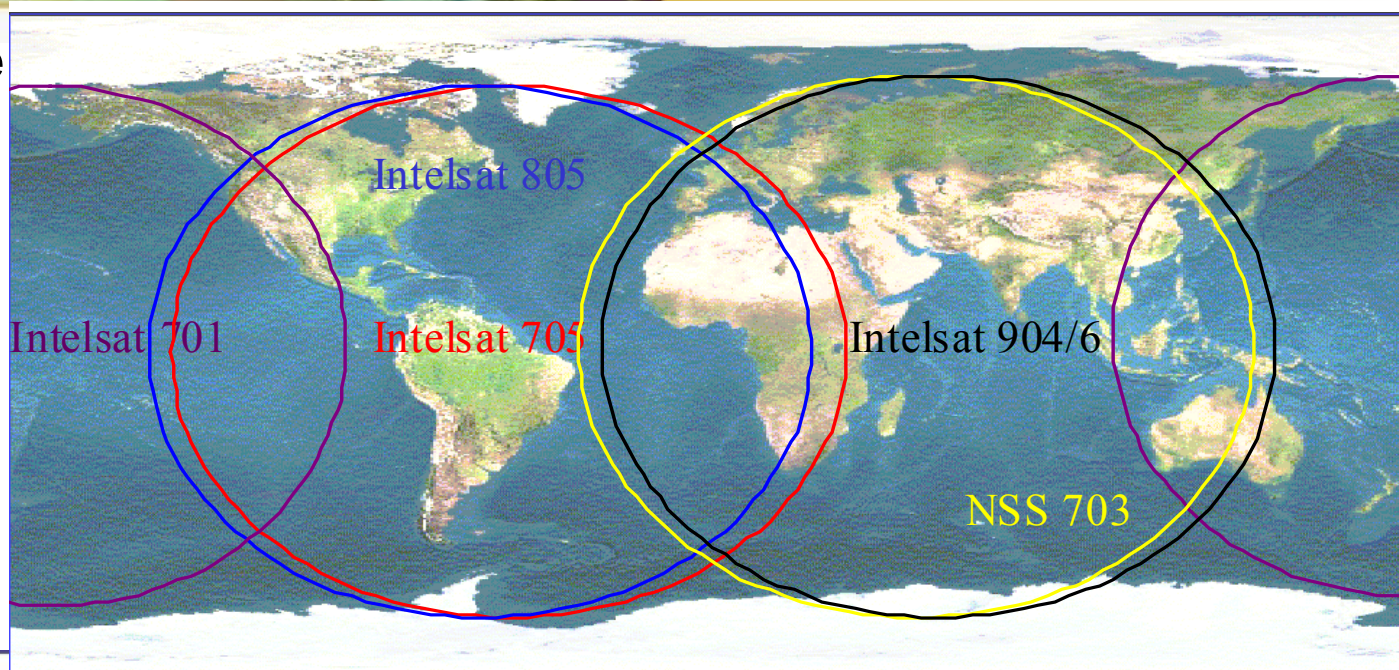 e
Intelsat 805
Intelsat 701
Intelsat 705
Intelsat 904/6
NSS 703